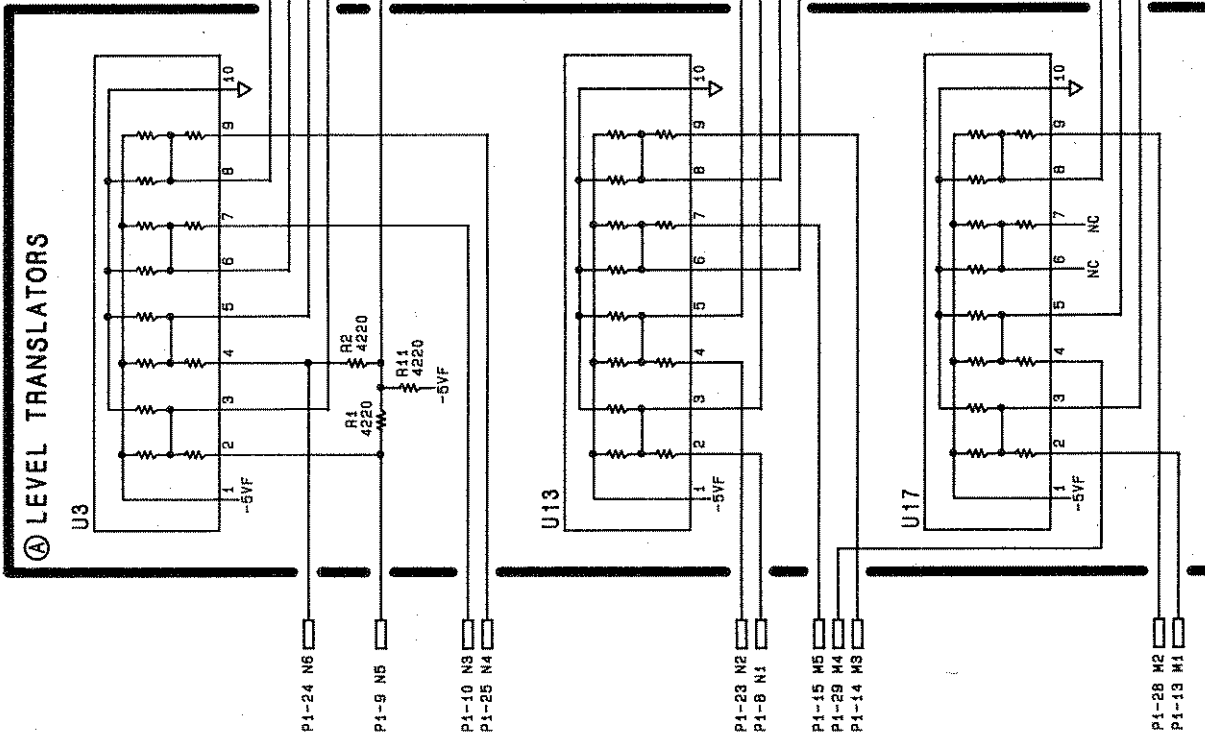 Ⓐ LEVEL TRANSLATORS
U3
1
2
3
4
5
6
7
8
9
10
-5VF
R1
4220
R2
4220
R11
4220
-5VF
U13
1
2
3
4
5
6
7
8
9
10
-5VF
U17
1
2
3
4
5
6
7
8
9
10
-5VF
NC
NC
P1-24 N6
P1-9 N5
P1-10 N3
P1-25 N4
P1-23 N2
P1-8 N1
P1-15 M5
P1-29 M4
P1-14 M3
P1-28 M2
P1-13 M1